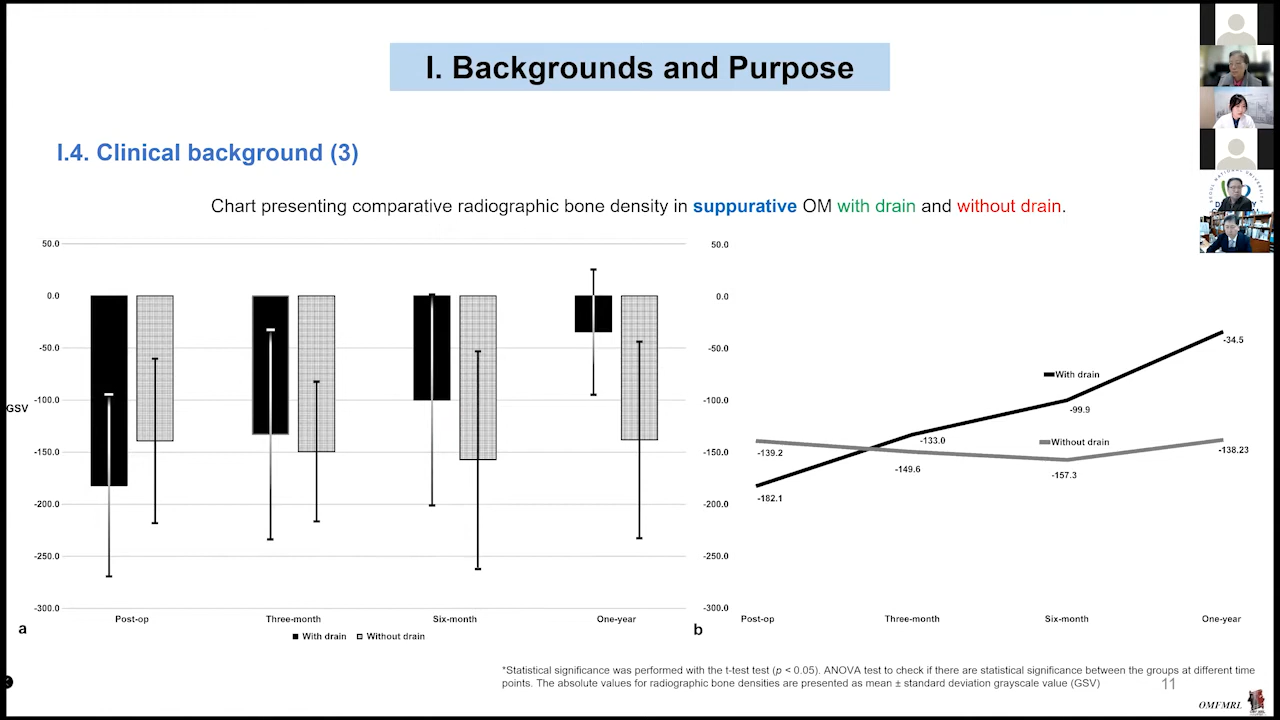 I. Backgrounds and Purpose
I.4. Clinical background (3)
Chart presenting comparative radiographic bone density in suppurative OM with drain and without drain.
50.0
0.0
-50.0
-100.0
GSV
-150.0
-200.0
-250.0
-300.0
Post-op
Three-month
Six-month
One-year
With drain
Without drain
a
50.0
0.0
-50.0
-100.0
-150.0
-200.0
-250.0
-300.0
With drain
Without drain
-34.5
-99.9
-133.0
-182.1
-139.2
-149.6
-157.3
-138.23
Post-op
Three-month
Six-month
One-year
b
*Statistical significance was performed with the t-test test (p < 0.05). ANOVA test to check if there are statistical significance between the groups at different time
points. The absolute values for radiographic bone densities are presented as mean ± standard deviation grayscale value (GSV)
11
OMFMRL